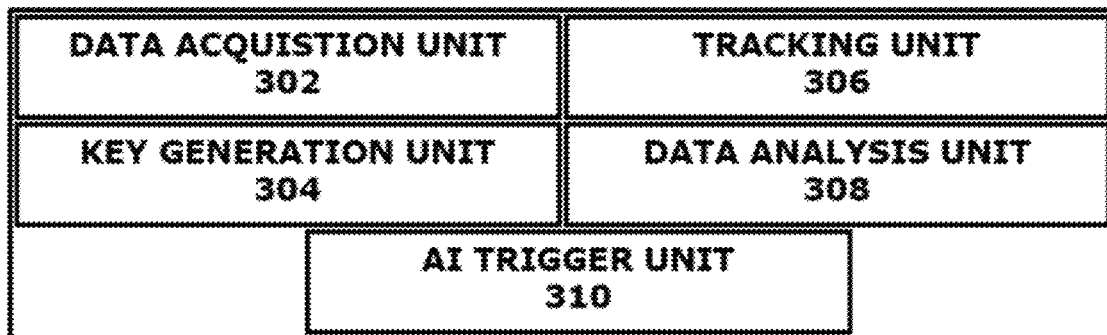 DATA ACQUISTION UNIT
302
TRACKING UNIT
306
KEY GENERATION UNIT
304
DATA ANALYSIS UNIT
308
AI TRIGGER UNIT
310